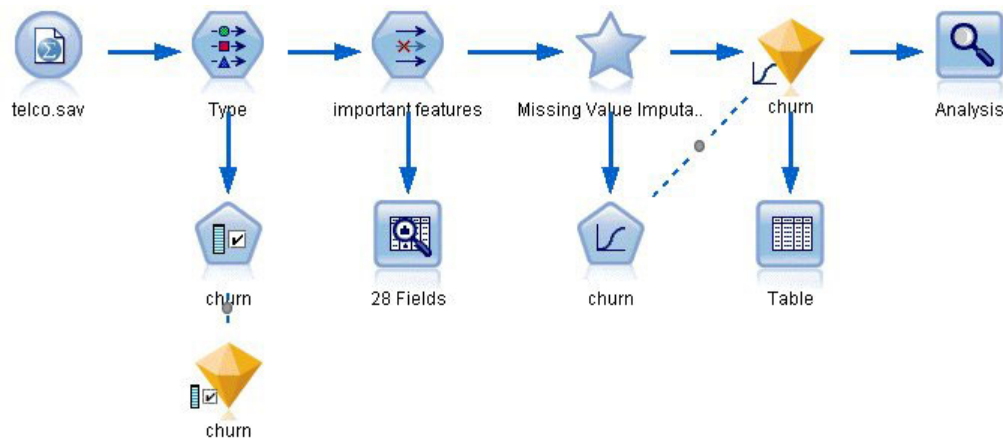 telco.sav
Type
important features
Missing Value Imputa..
churn
Analysis
churn
28 Fields
churn
Table
churn